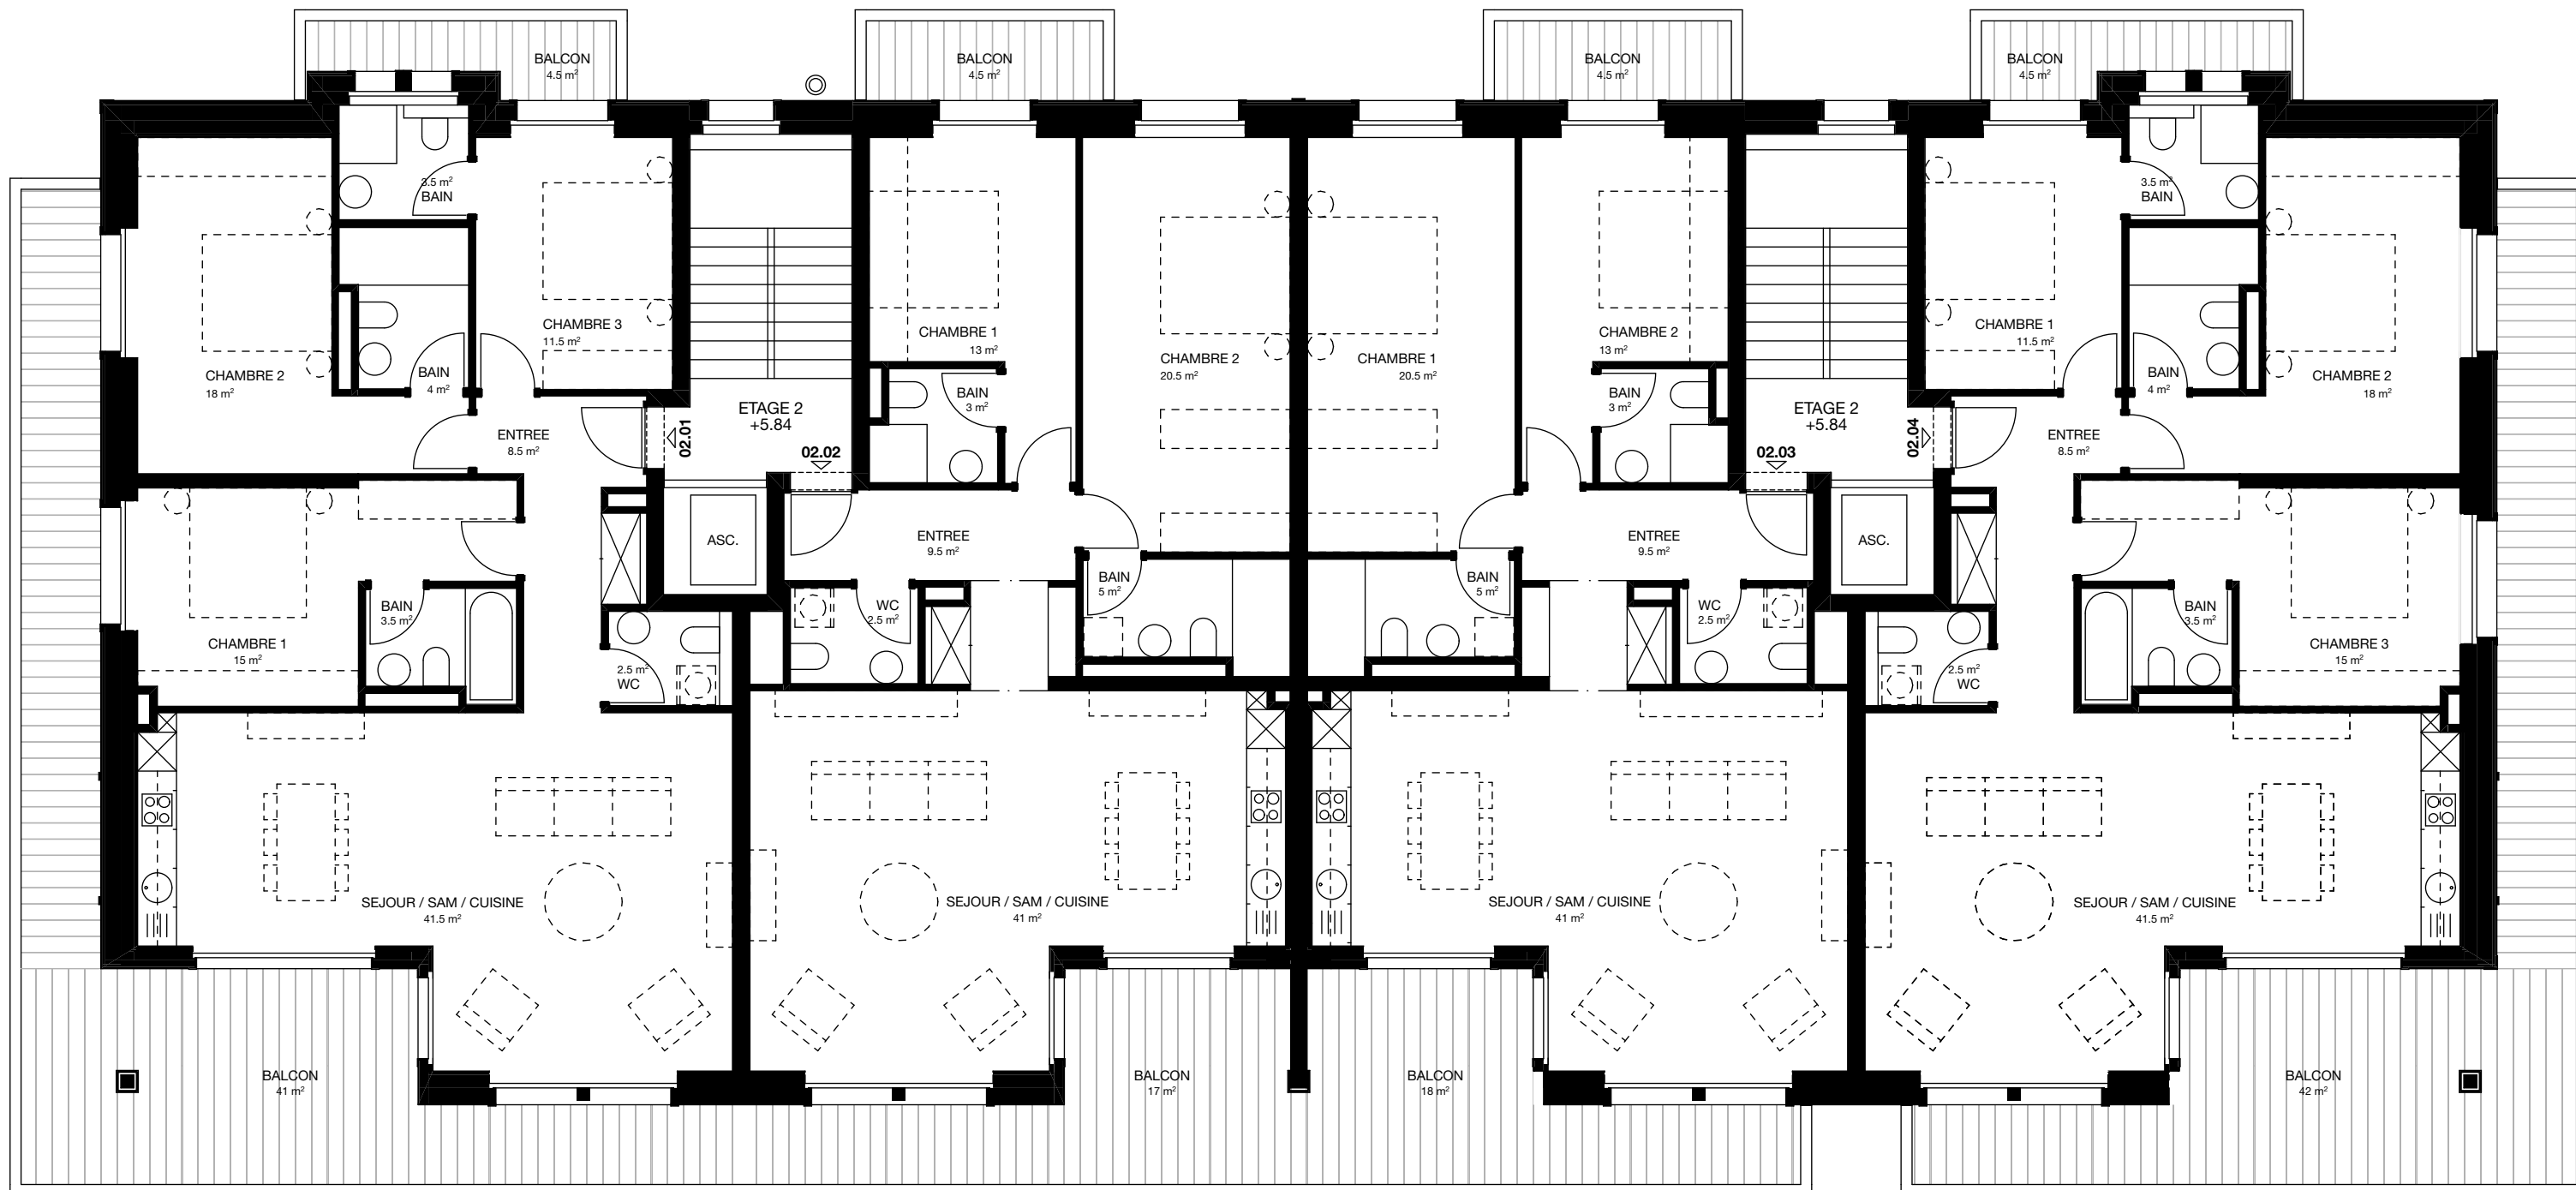 BALCON
4.5 m²
BALCON
4.5 m²
BALCON
4.5 m²
BALCON
4.5 m²
3.5 m²
BAIN
3.5 m²
BAIN
CHAMBRE 3
11.5 m²
CHAMBRE 1
13 m²
CHAMBRE 2
20.5 m²
CHAMBRE 1
20.5 m²
CHAMBRE 2
13 m²
CHAMBRE 1
11.5 m²
CHAMBRE 2
18 m²
BAIN
4 m²
BAIN
4 m²
CHAMBRE 2
18 m²
BAIN
3 m²
BAIN
3 m²
ETAGE 2
+5.84
ETAGE 2
+5.84
ENTREE
8.5 m²
02.01
02.02
02.03
02.04
ENTREE
8.5 m²
ASC.
ENTREE
9.5 m²
ENTREE
9.5 m²
ASC.
BAIN
3.5 m²
WC
2.5 m²
BAIN
5 m²
BAIN
5 m²
WC
2.5 m²
BAIN
3.5 m²
CHAMBRE 1
15 m²
2.5 m²
WC
2.5 m²
WC
CHAMBRE 3
15 m²
SEJOUR / SAM / CUISINE
41.5 m²
SEJOUR / SAM / CUISINE
41 m²
SEJOUR / SAM / CUISINE
41 m²
SEJOUR / SAM / CUISINE
41.5 m²
BALCON
41 m²
BALCON
17 m²
BALCON
18 m²
BALCON
42 m²